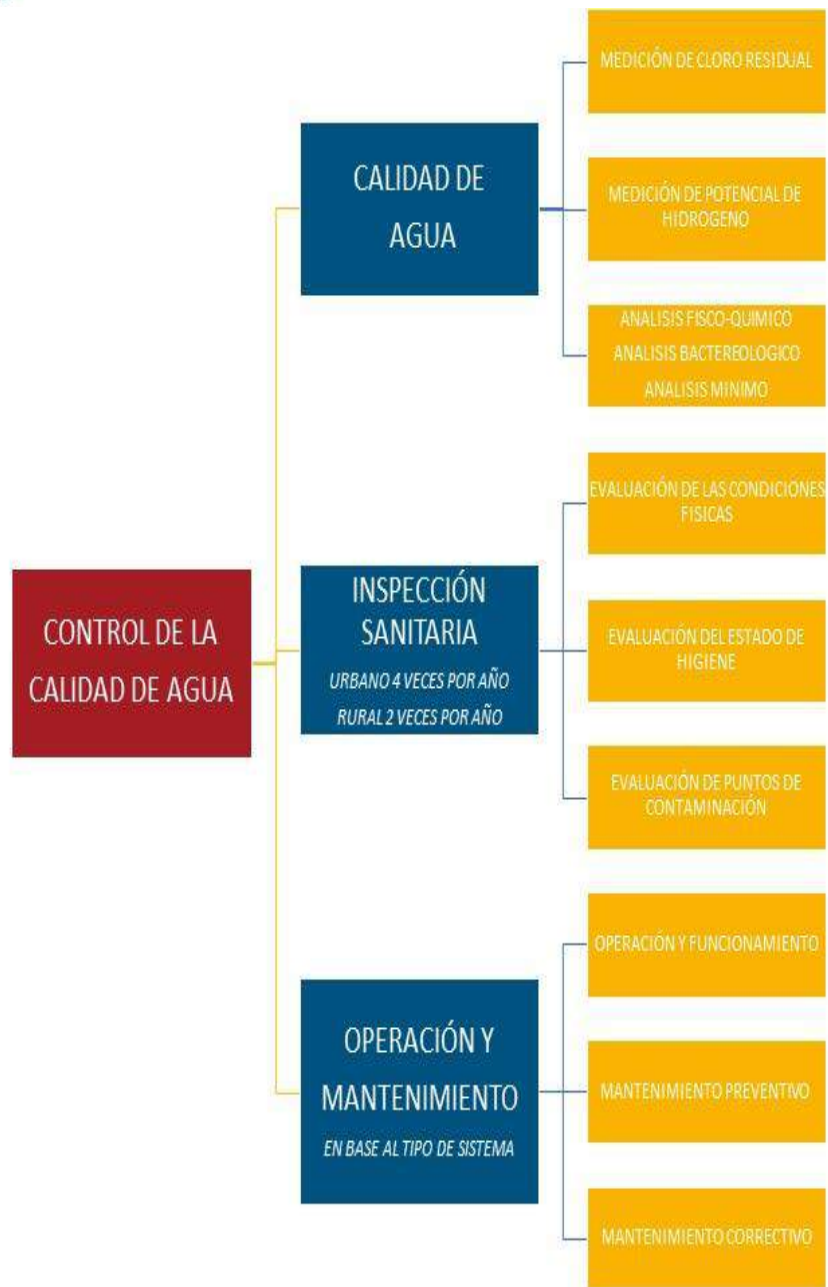 CONTROL DE LA
CALIDAD DE AGUA
CALIDAD DE
AGUA
MEDICIÓN DE CLORO RESIDUAL
MEDICIÓN DE POTENCIAL DE
HIDROGENO
ANALISIS FISCO-QUIMICO
ANALISIS BACTEREOLOGICO
ANALISIS MINIMO
INSPECCIÓN
SANITARIA
URBANO 4 VECES POR AÑO
RURAL 2 VECES POR AÑO
EVALUACIÓN DE LAS CONDICIONES
FISICAS
EVALUACIÓN DEL ESTADO DE
HIGIENE
EVALUACIÓN DE PUNTOS DE
CONTAMINACIÓN
OPERACIÓN Y
MANTENIMIENTO
EN BASE AL TIPO DE SISTEMA
OPERACIÓN Y FUNCIONAMIENTO
MANTENIMIENTO PREVENTIVO
MANTENIMIENTO CORRECTIVO